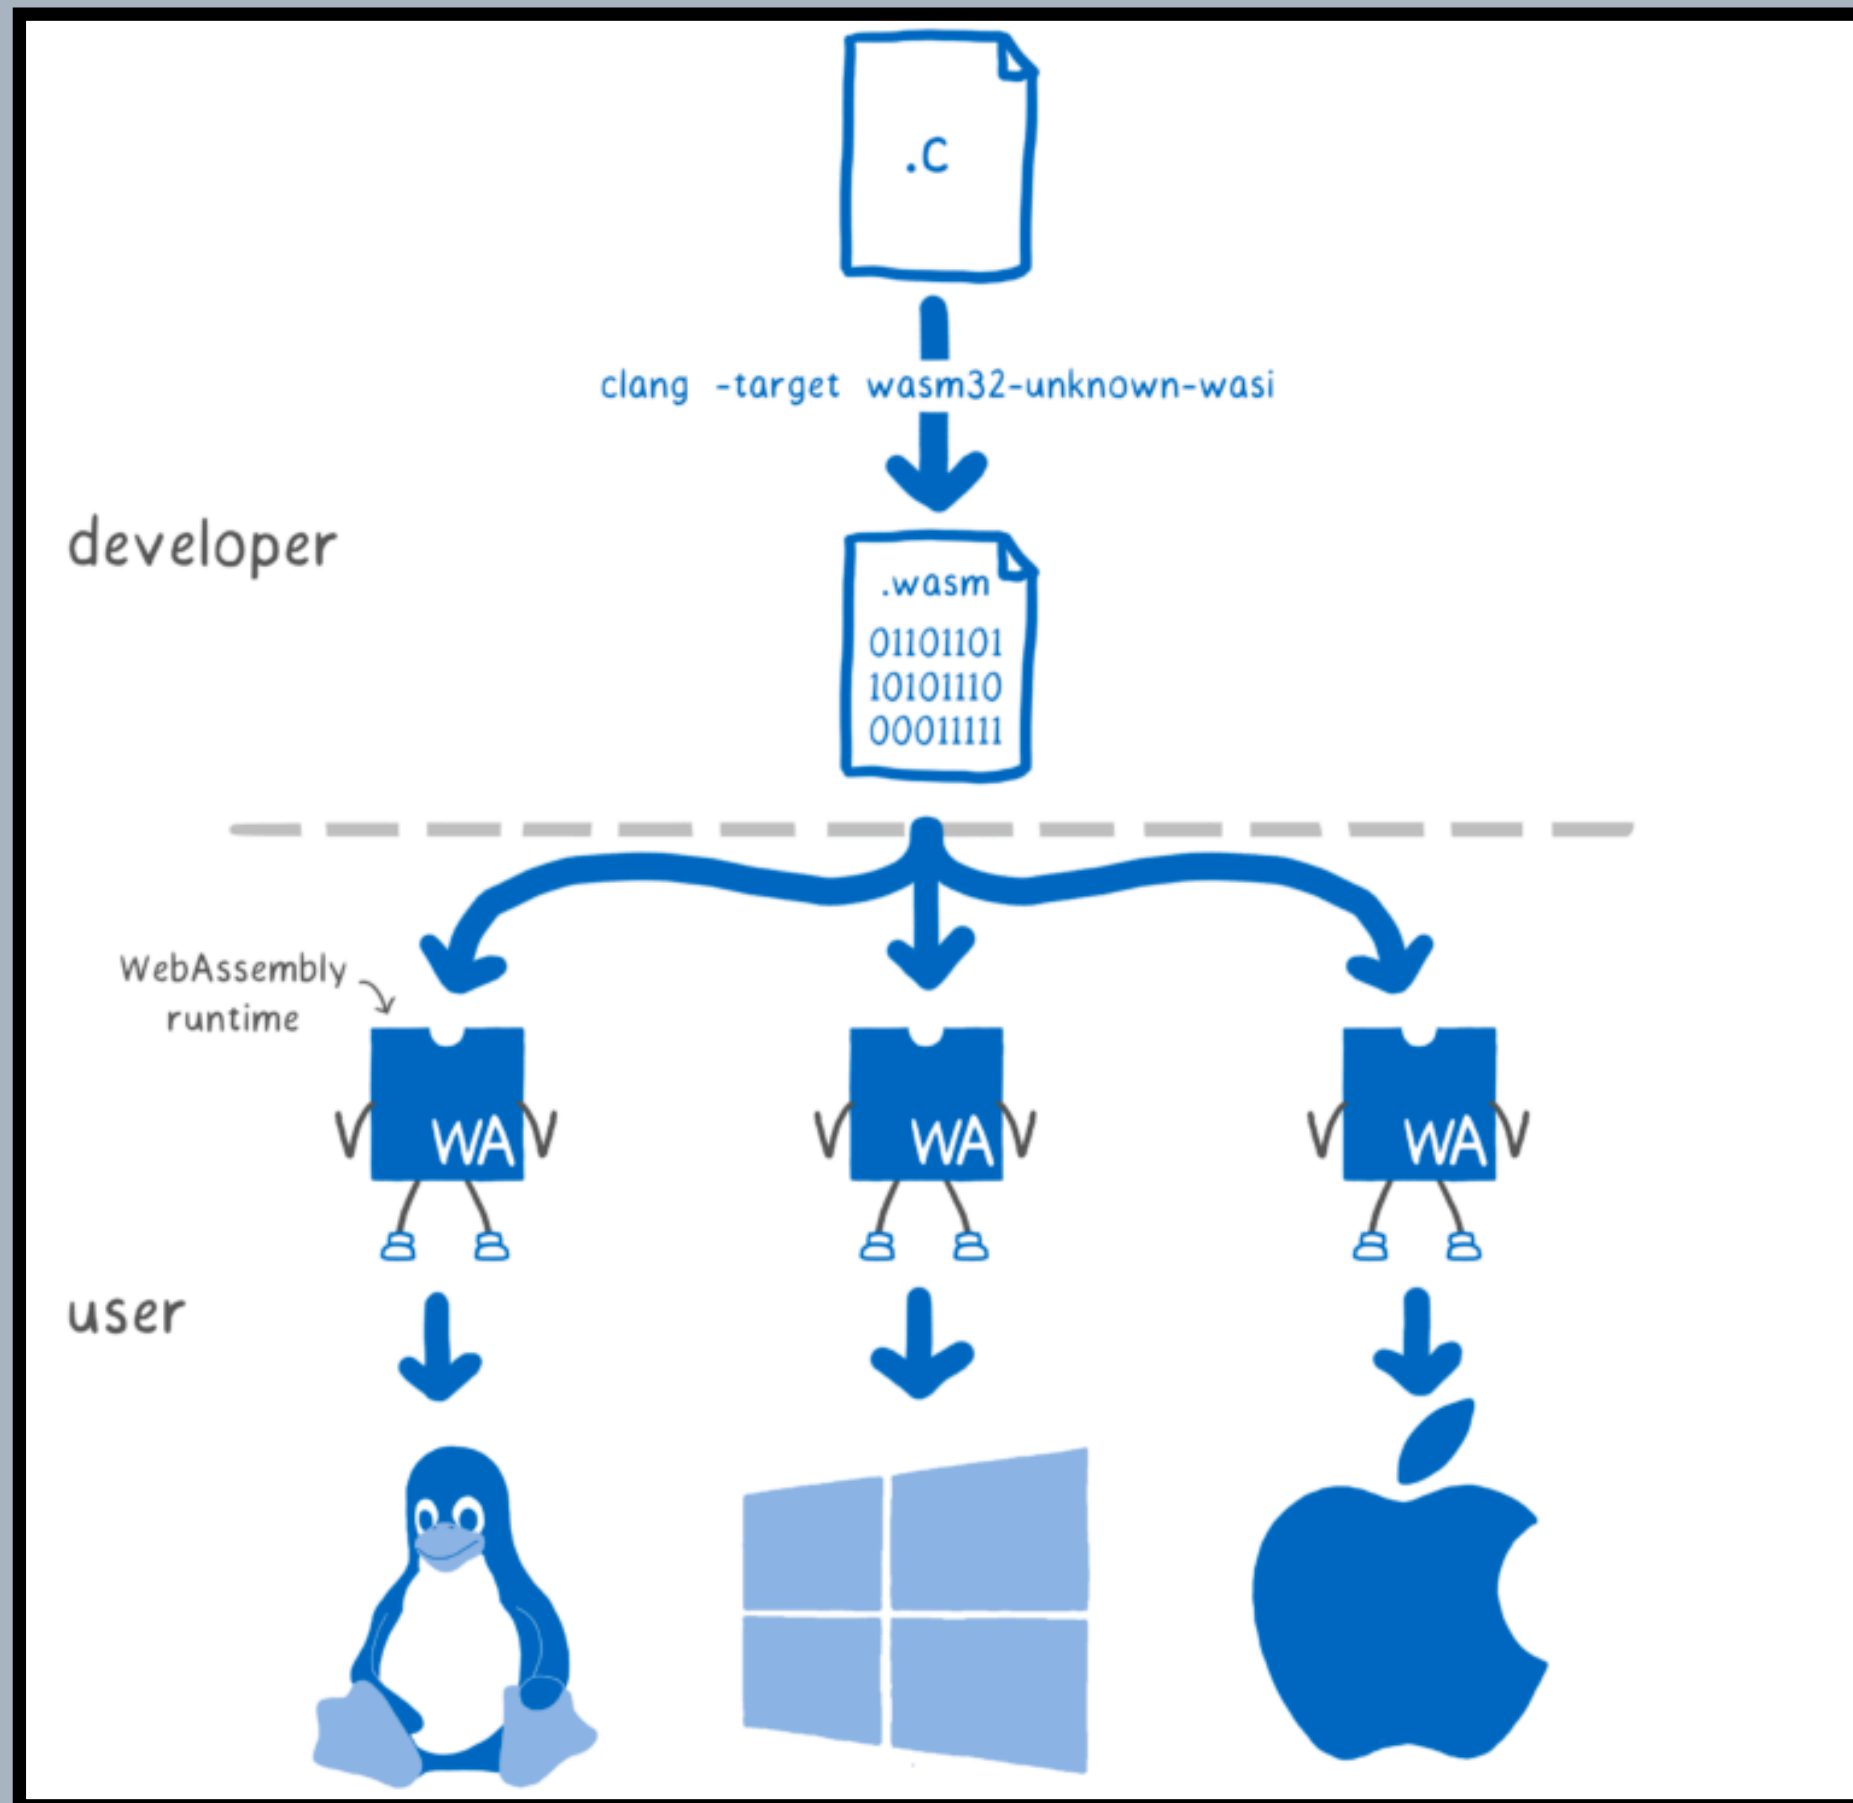 .c
clang -target wasm32-unknown-wasi
developer
.wasm
01101101
10101110
00011111
WebAssembly
runtime
WA
WA
WA
user